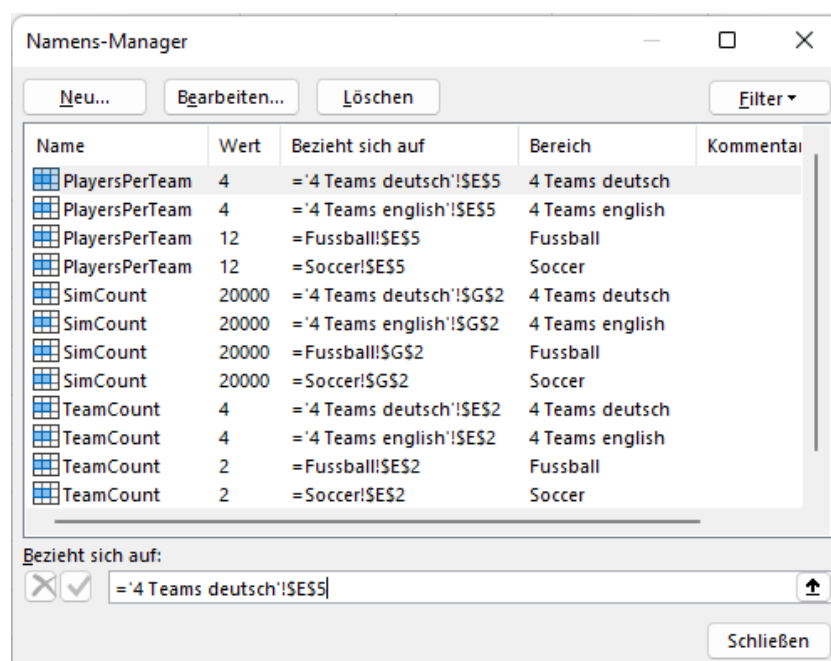 Namens-Manager
Neu... Bearbeiten... Löschen Filter
Name Wert Bezieht sich auf Bereich Kommentar
PlayersPerTeam 4 ='4 Teams deutsch'!$E$5 4 Teams deutsch
PlayersPerTeam 4 ='4 Teams english'!$E$5 4 Teams english
PlayersPerTeam 12 =Fussball!$E$5 Fussball
PlayersPerTeam 12 =Soccer!$E$5 Soccer
SimCount 20000 ='4 Teams deutsch'!$G$2 4 Teams deutsch
SimCount 20000 ='4 Teams english'!$G$2 4 Teams english
SimCount 20000 =Fussball!$G$2 Fussball
SimCount 20000 =Soccer!$G$2 Soccer
TeamCount 4 ='4 Teams deutsch'!$E$2 4 Teams deutsch
TeamCount 4 ='4 Teams english'!$E$2 4 Teams english
TeamCount 2 =Fussball!$E$2 Fussball
TeamCount 2 =Soccer!$E$2 Soccer
Bezieht sich auf:
='4 Teams deutsch'!$E$5
Schließen